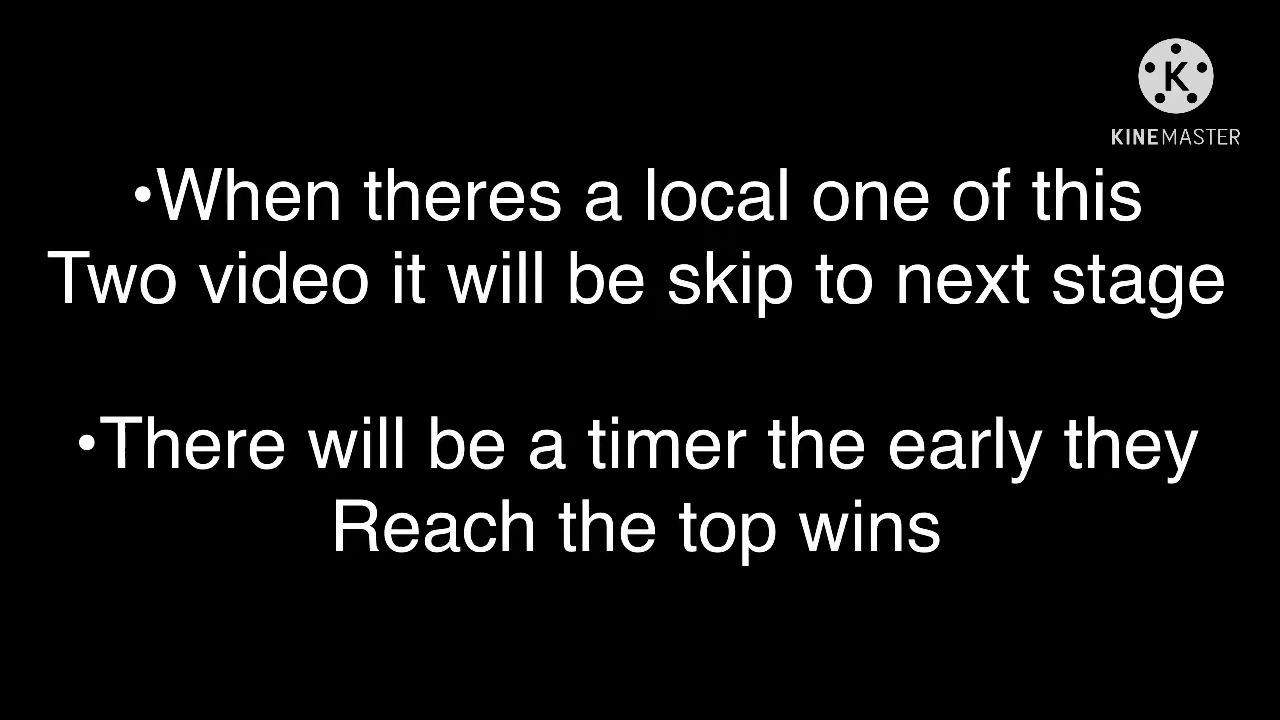 K
KINEMASTER
•When theres a local one of this
Two video it will be skip to next stage
•There will be a timer the early they
Reach the top wins